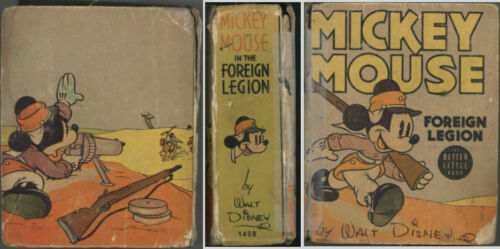 MICKEY
MOUSE
IN THE
FOREIGN
LEGION
by
WALT
DISNEY
1428
MICKEY
MOUSE
FOREIGN
LEGION
THE
BETTER
LITTLE
BOOK
by WALT DISNEY